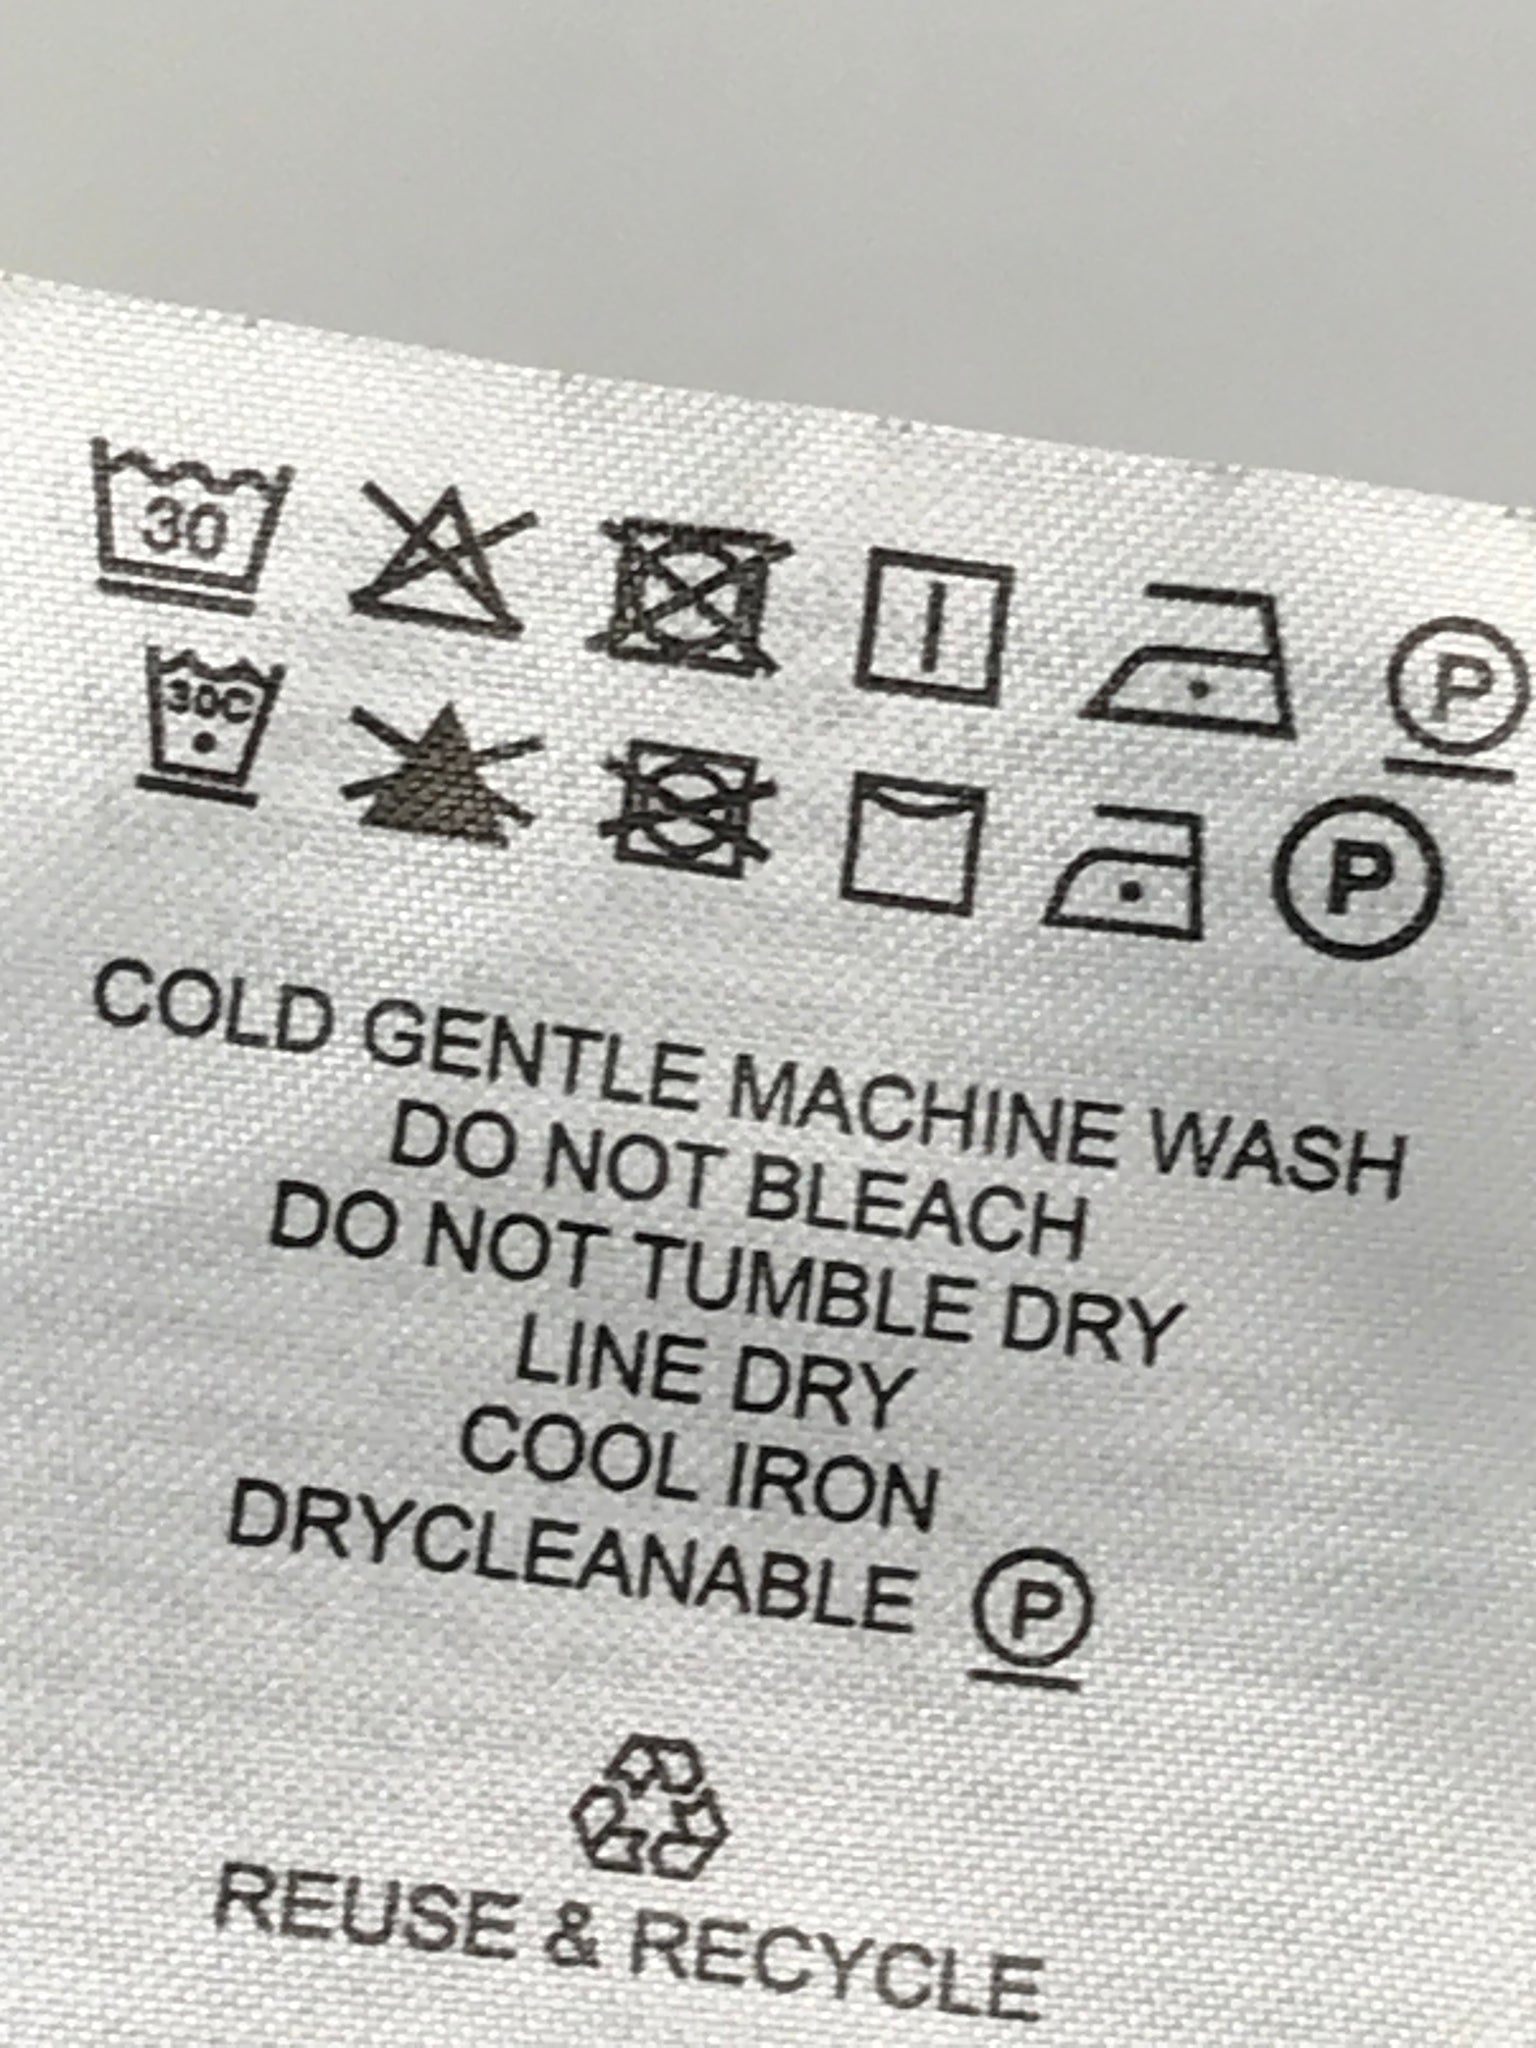 30 P
30C P
COLD GENTLE MACHINE WASH
DO NOT BLEACH
DO NOT TUMBLE DRY
LINE DRY
COOL IRON
DRYCLEANABLE P
REUSE & RECYCLE